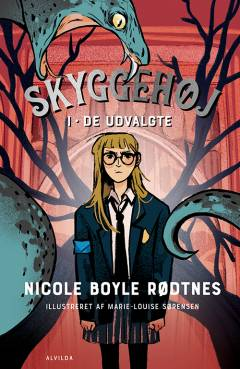 SKYGGEHØJ
1 · DE UDVALGTE
NICOLE BOYLE RØDTNES
ILLUSTRERET AF MARIE-LOUISE SØRENSEN
ALVILDA